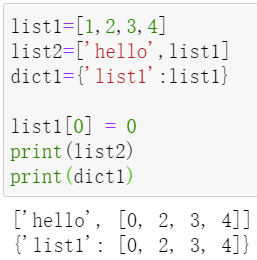 list1=[1,2,3,4]
list2=['hello',list1]
dict1={'list1':list1}
list1[0] = 0
print(list2)
print(dict1)
['hello', [0, 2, 3, 4]]
{'list1': [0, 2, 3, 4]}